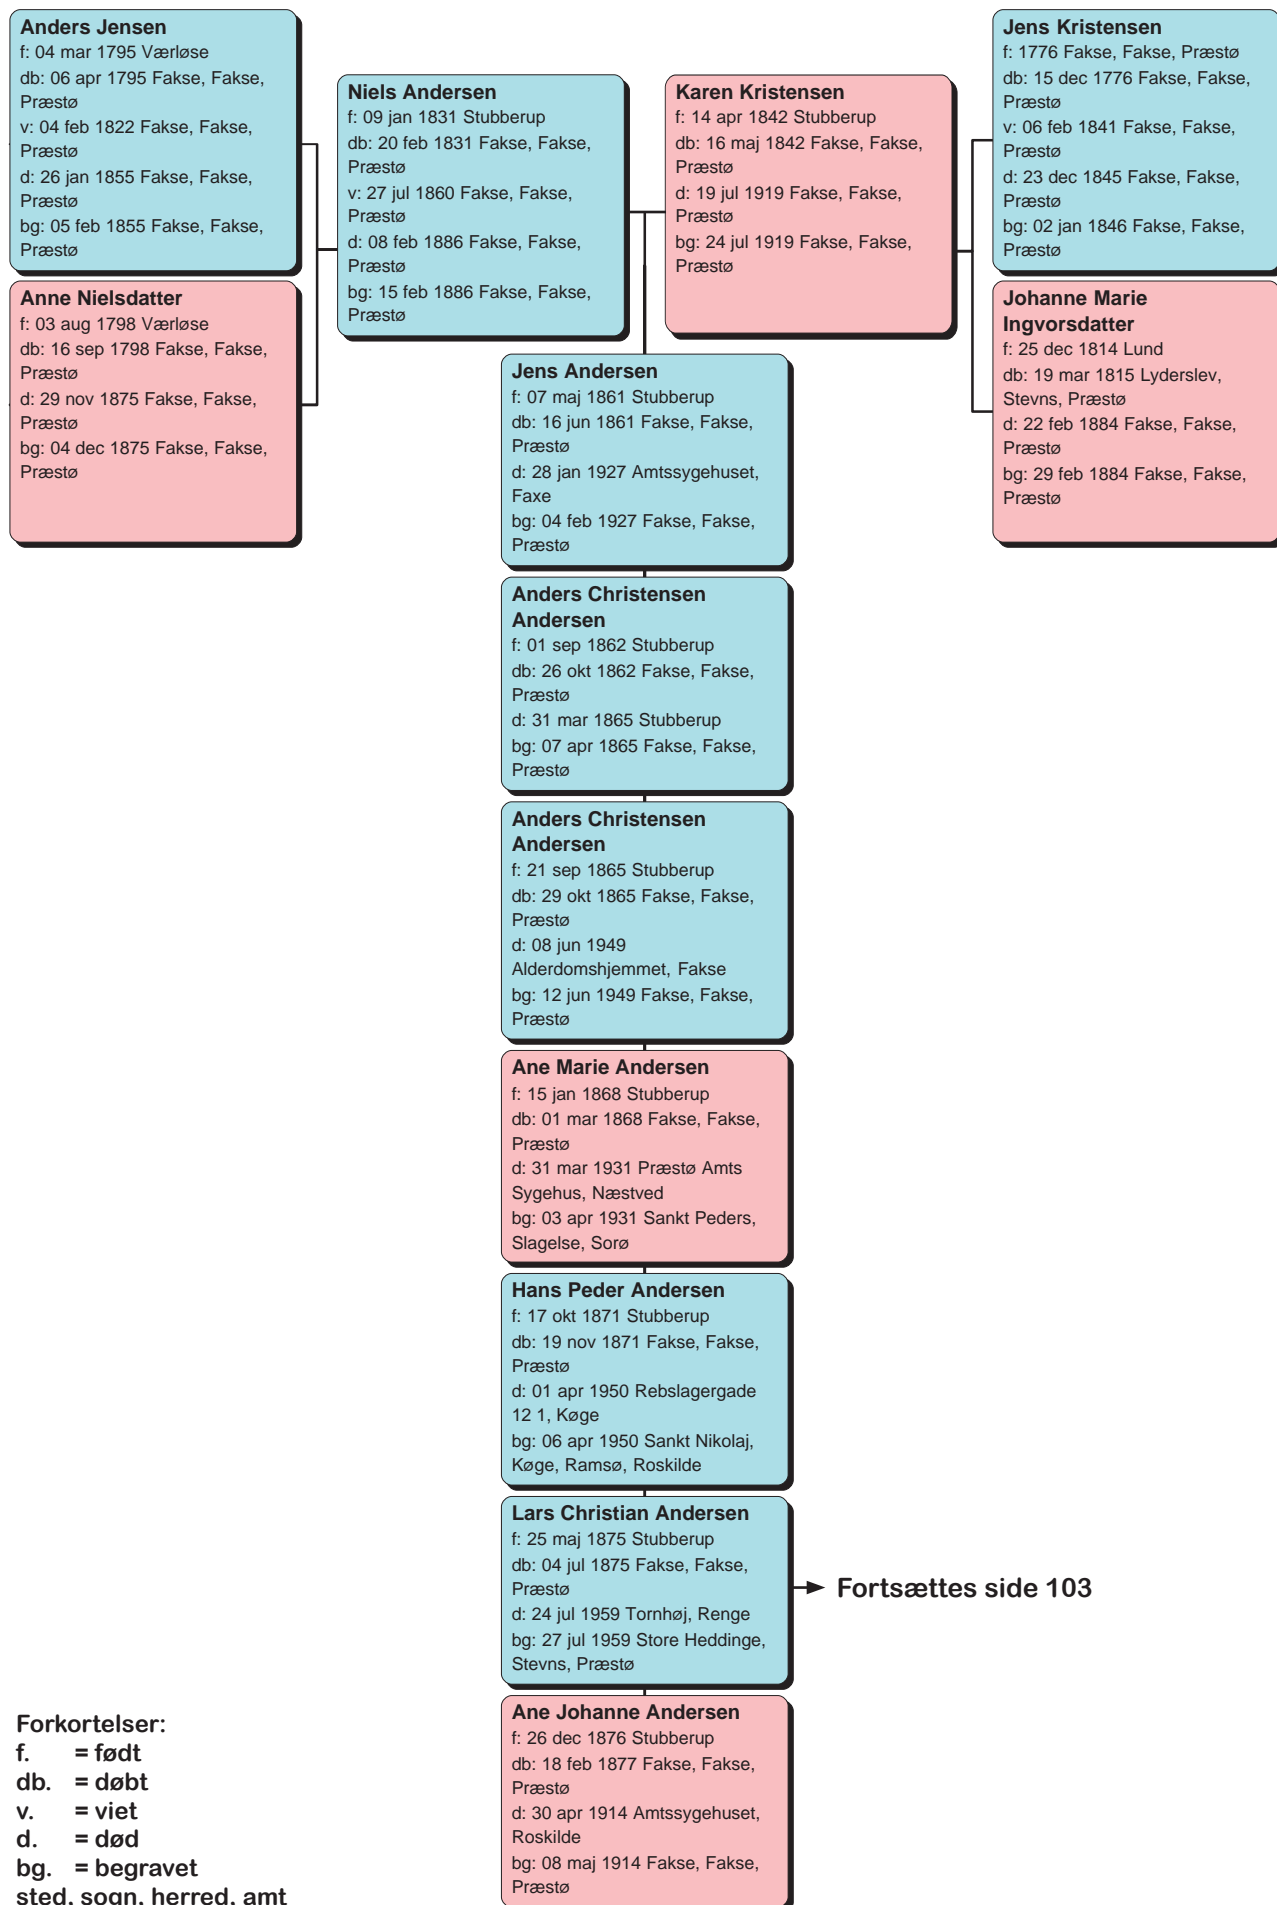 Anders Jensen
f: 04 mar 1795 Værløse
db: 06 apr 1795 Fakse, Fakse,
Præstø
v: 04 feb 1822 Fakse, Fakse,
Præstø
d: 26 jan 1855 Fakse, Fakse,
Præstø
bg: 05 feb 1855 Fakse, Fakse,
Præstø
Anne Nielsdatter
f: 03 aug 1798 Værløse
db: 16 sep 1798 Fakse, Fakse,
Præstø
d: 29 nov 1875 Fakse, Fakse,
Præstø
bg: 04 dec 1875 Fakse, Fakse,
Præstø
Niels Andersen
f: 09 jan 1831 Stubberup
db: 20 feb 1831 Fakse, Fakse,
Præstø
v: 27 jul 1860 Fakse, Fakse,
Præstø
d: 08 feb 1886 Fakse, Fakse,
Præstø
bg: 15 feb 1886 Fakse, Fakse,
Præstø
Karen Kristensen
f: 14 apr 1842 Stubberup
db: 16 maj 1842 Fakse, Fakse,
Præstø
d: 19 jul 1919 Fakse, Fakse,
Præstø
bg: 24 jul 1919 Fakse, Fakse,
Præstø
Jens Kristensen
f: 1776 Fakse, Fakse, Præstø
db: 15 dec 1776 Fakse, Fakse,
Præstø
v: 06 feb 1841 Fakse, Fakse,
Præstø
d: 23 dec 1845 Fakse, Fakse,
Præstø
bg: 02 jan 1846 Fakse, Fakse,
Præstø
Johanne Marie
Ingvorsdatter
f: 25 dec 1814 Lund
db: 19 mar 1815 Lyderslev,
Stevns, Præstø
d: 22 feb 1884 Fakse, Fakse,
Præstø
bg: 29 feb 1884 Fakse, Fakse,
Præstø
Jens Andersen
f: 07 maj 1861 Stubberup
db: 16 jun 1861 Fakse, Fakse,
Præstø
d: 28 jan 1927 Amtssygehuset,
Faxe
bg: 04 feb 1927 Fakse, Fakse,
Præstø
Anders Christensen
Andersen
f: 01 sep 1862 Stubberup
db: 26 okt 1862 Fakse, Fakse,
Præstø
d: 31 mar 1865 Stubberup
bg: 07 apr 1865 Fakse, Fakse,
Præstø
Anders Christensen
Andersen
f: 21 sep 1865 Stubberup
db: 29 okt 1865 Fakse, Fakse,
Præstø
d: 08 jun 1949
Alderdomshjemmet, Fakse
bg: 12 jun 1949 Fakse, Fakse,
Præstø
Ane Marie Andersen
f: 15 jan 1868 Stubberup
db: 01 mar 1868 Fakse, Fakse,
Præstø
d: 31 mar 1931 Præstø Amts
Sygehus, Næstved
bg: 03 apr 1931 Sankt Peders,
Slagelse, Sorø
Hans Peder Andersen
f: 17 okt 1871 Stubberup
db: 19 nov 1871 Fakse, Fakse,
Præstø
d: 01 apr 1950 Rebslagergade
12 1, Køge
bg: 06 apr 1950 Sankt Nikolaj,
Køge, Ramsø, Roskilde
Lars Christian Andersen
f: 25 maj 1875 Stubberup
db: 04 jul 1875 Fakse, Fakse,
Præstø
d: 24 jul 1959 Tornhøj, Renge
bg: 27 jul 1959 Store Heddinge,
Stevns, Præstø
Fortsættes side 103
Ane Johanne Andersen
f: 26 dec 1876 Stubberup
db: 18 feb 1877 Fakse, Fakse,
Præstø
d: 30 apr 1914 Amtssygehuset,
Roskilde
bg: 08 maj 1914 Fakse, Fakse,
Præstø
Forkortelser:
f. = født
db. = døbt
v. = viet
d. = død
bg. = begravet
sted, sogn, herred, amt